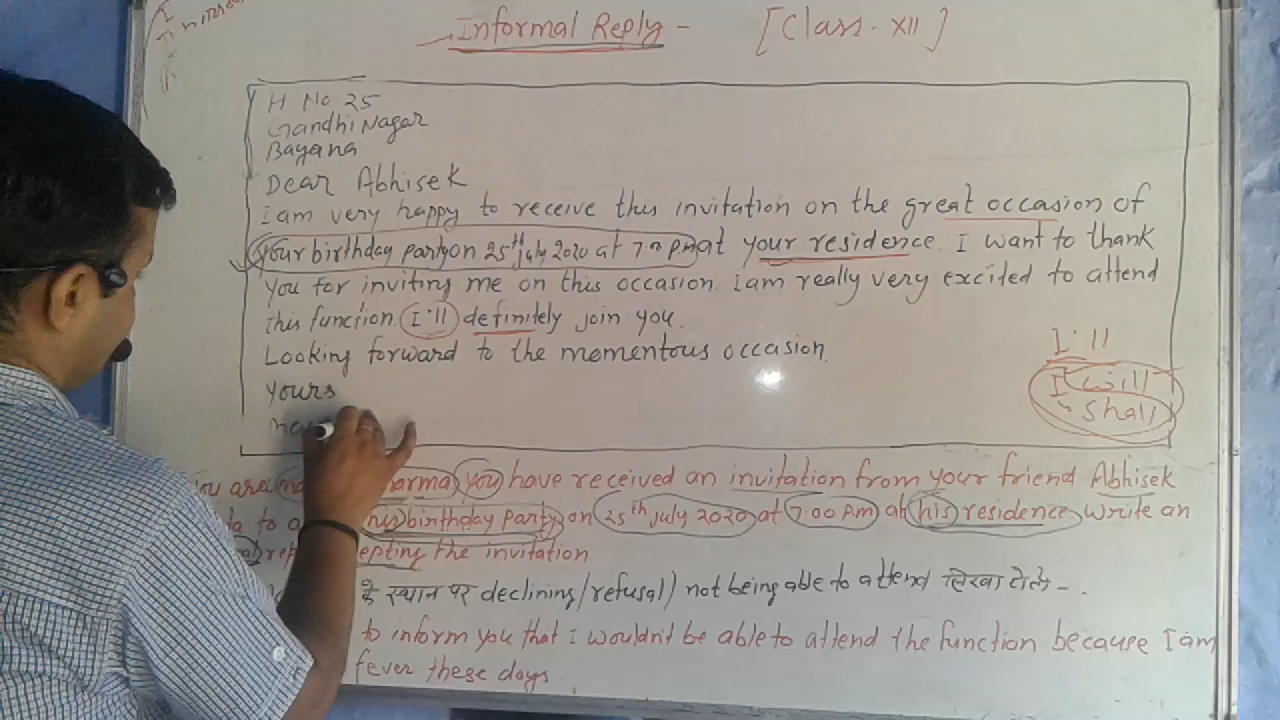 Informal Reply - [Class-XII]
H No. 25
Gandhi Nagar
Bayana
Dear Abhisek
I am very happy to receive this invitation on the great occasion of
your birthday party on 25th july 2020 at 7.00 pm at your residence. I want to thank
you for inviting me on this occasion. I am really very excited to attend
this function. I'll definitely join you.
Looking forward to the momentous occasion.
Yours
I'll
I will
shall
you are arma you have received an invitation from your friend Abhisek
to his birthday party on 25th july 2020 at 7.00 pm at his residence write an
epting the invitation
के स्थान पर declining/refusal/ not being able to attend लिखा हो तो - .
to inform you that I wouldn't be able to attend the function because I am
fever these days.